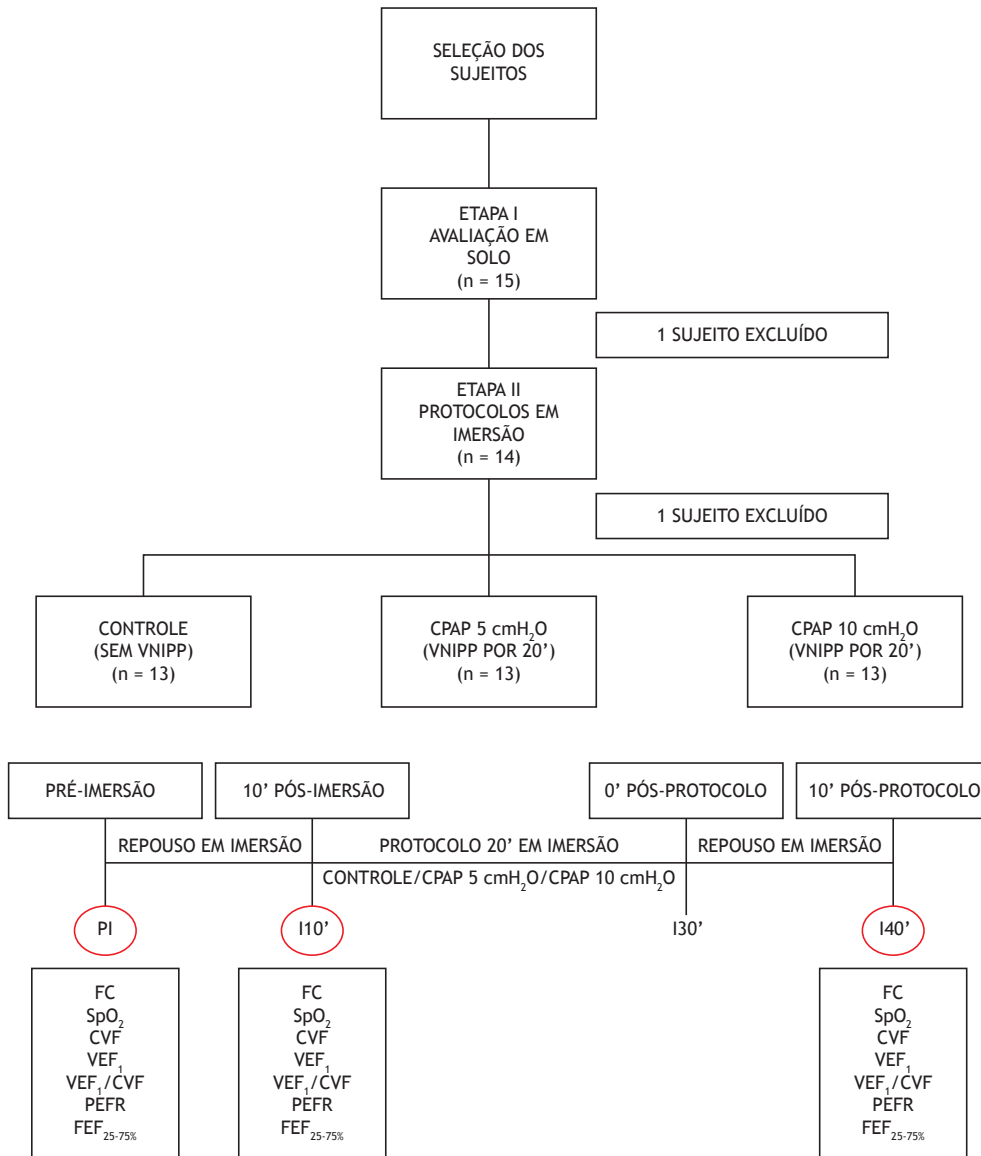 SELEÇÃO DOS
SUJEITOS
ETAPA I
AVALIAÇÃO EM
SOLO
(n = 15)
1 SUJEITO EXCLUÍDO
ETAPA II
PROTOCOLOS EM
IMERSÃO
(n = 14)
1 SUJEITO EXCLUÍDO
CONTROLE
(SEM VNIPP)
(n = 13)
CPAP 5 cmH₂O
(VNIPP POR 20’)
(n = 13)
CPAP 10 cmH₂O
(VNIPP POR 20’)
(n = 13)
PRÉ-IMERSÃO
10’ PÓS-IMERSÃO
0’ PÓS-PROTOCOLO
10’ PÓS-PROTOCOLO
REPOUSO EM IMERSÃO
PROTOCOLO 20’ EM IMERSÃO
REPOUSO EM IMERSÃO
CONTROLE/CPAP 5 cmH₂O/CPAP 10 cmH₂O
PI
I10’
I30’
I40’
FC
SpO₂
CVF
VEF₁
VEF₁/CVF
PEFR
FEF25-75%
FC
SpO₂
CVF
VEF₁
VEF₁/CVF
PEFR
FEF25-75%
FC
SpO₂
CVF
VEF₁
VEF₁/CVF
PEFR
FEF25-75%